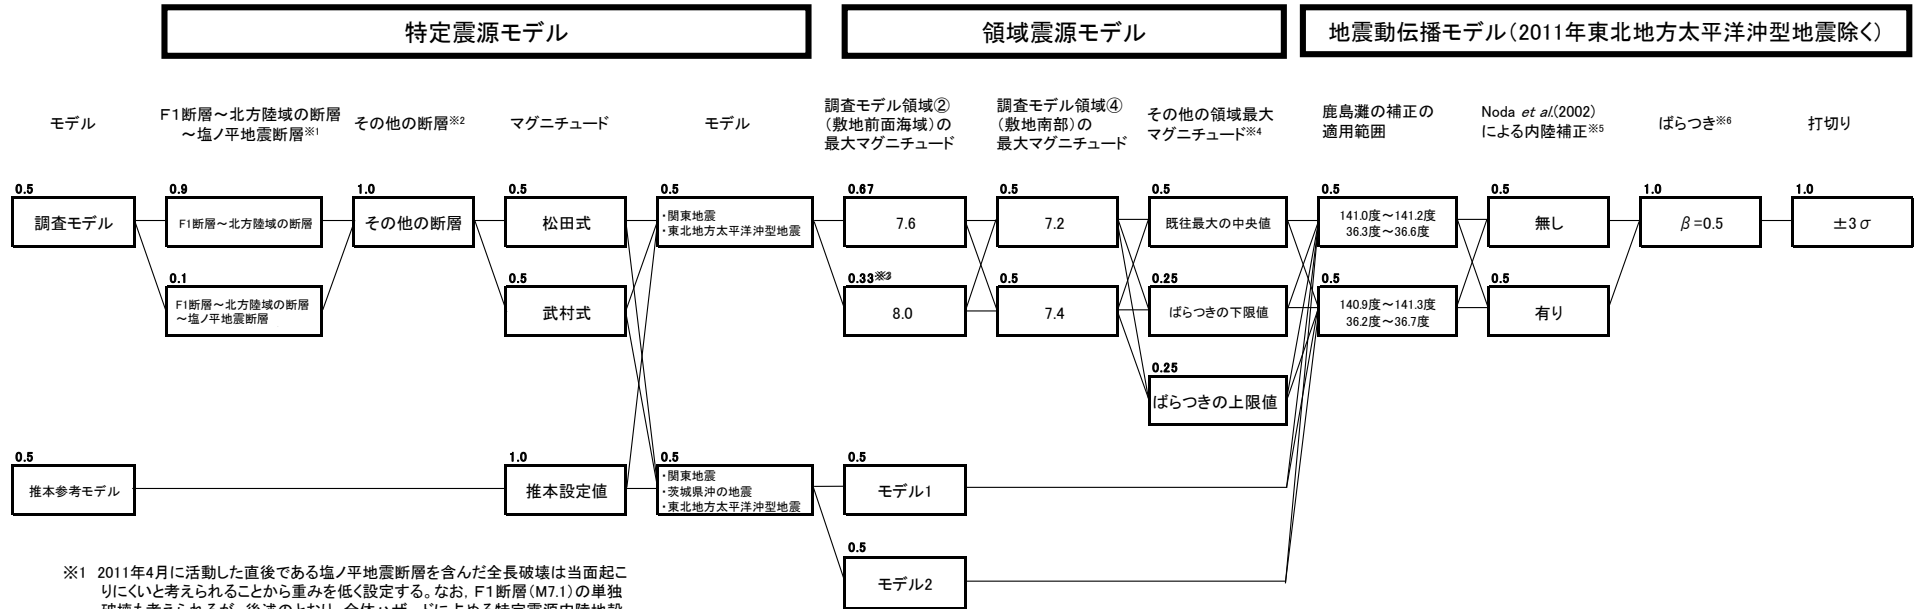 特定震源モデル
領域震源モデル
地震動伝播モデル(2011年東北地方太平洋沖型地震除く)
モデル
F1断層～北方陸域の断層
～塩ノ平地震断層※1
その他の断層※2
マグニチュード
モデル
調査モデル領域②
(敷地前面海域)の
最大マグニチュード
調査モデル領域④
(敷地南部)の
最大マグニチュード
その他の領域最大
マグニチュード※4
鹿島灘の補正の
適用範囲
Noda et al.(2002)
による内陸補正※5
ばらつき※6
打切り
0.5
調査モデル
0.9
F1断層～北方陸域の断層
1.0
その他の断層
0.5
松田式
0.5
・関東地震
・東北地方太平洋沖型地震
0.67
7.6
0.5
7.2
0.5
既往最大の中央値
0.5
141.0度～141.2度
36.3度～36.6度
0.5
無し
1.0
β=0.5
1.0
±3σ
0.1
F1断層～北方陸域の断層
～塩ノ平地震断層
0.5
武村式
0.33※3
8.0
0.5
7.4
0.25
ばらつきの下限値
0.5
140.9度～141.3度
36.2度～36.7度
0.5
有り
0.25
ばらつきの上限値
0.5
推本参考モデル
1.0
推本設定値
0.5
・関東地震
・茨城県沖の地震
・東北地方太平洋沖型地震
0.5
モデル1
0.5
モデル2
※1 2011年4月に活動した直後である塩ノ平地震断層を含んだ全長破壊は当面起こ
りにくいと考えられることから重みを低く設定する。なお，F1断層(M7.1)の単独